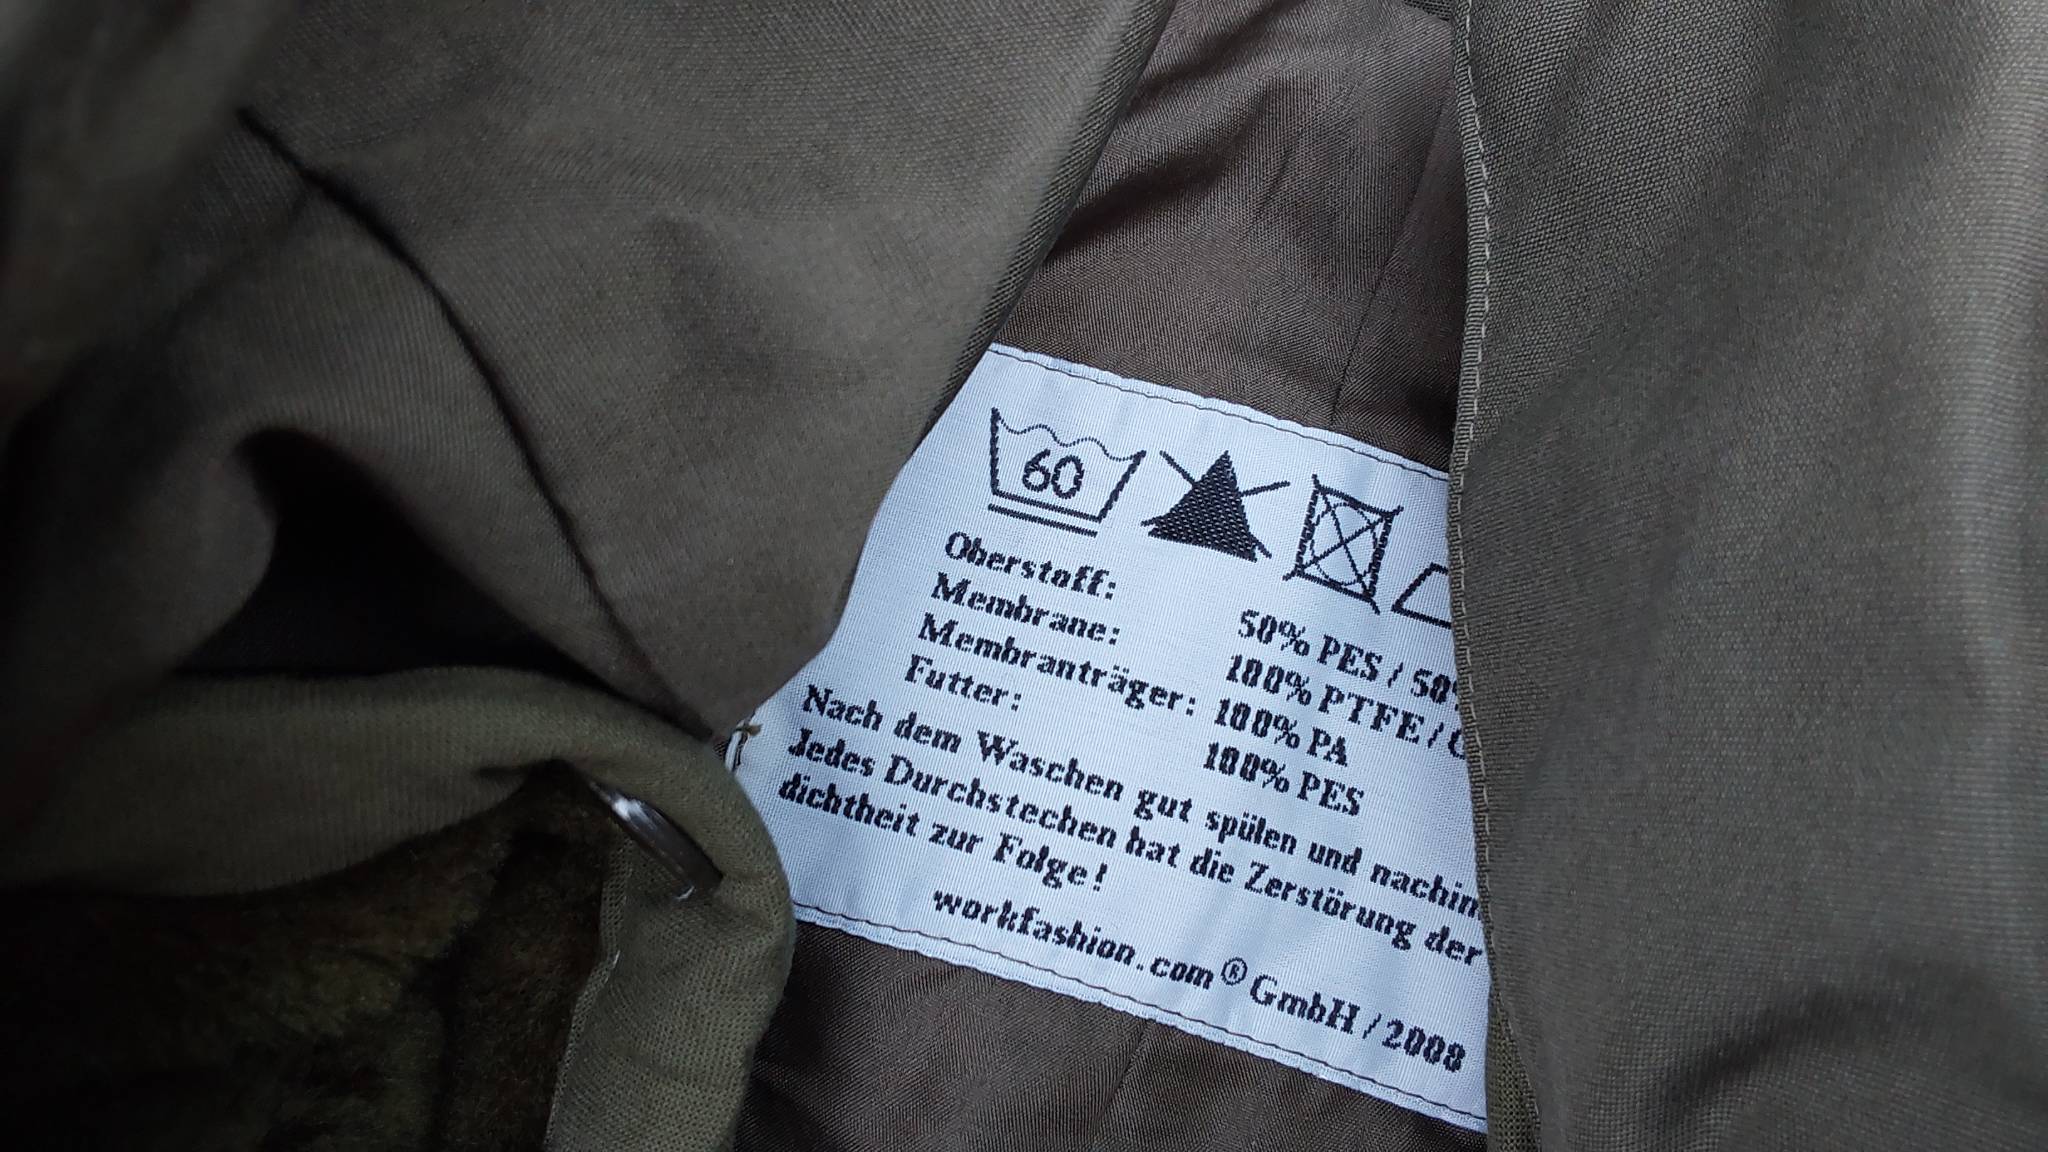 60
Oberstoff: 50% PES / 50%
Membrane: 100% PTFE /
Membranträger: 100% PA
Futter: 100% PES
Nach dem Waschen gut spülen und
Jedes Durchstechen hat die Zerstörung der
dichtheit zur Folge!
workfashion.com® GmbH / 2008